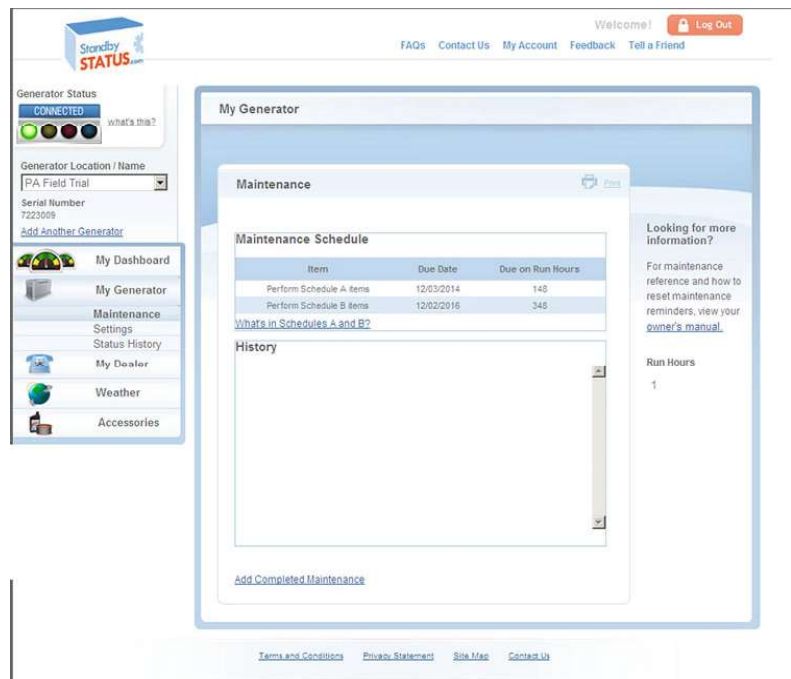 Standby
STATUS.com
Welcome!
Log Out
FAQs Contact Us My Account Feedback Tell a Friend
Generator Status
CONNECTED
what's this?
Generator Location / Name
PA Field Trial
Serial Number
7223009
Add Another Generator
My Dashboard
My Generator
Maintenance
Settings
Status History
My Dealer
Weather
Accessories
My Generator
Maintenance
Print
Maintenance Schedule
Item Due Date Due on Run Hours
Perform Schedule A items 12/03/2014 148
Perform Schedule B items 12/02/2016 348
What's in Schedules A and B?
History
Add Completed Maintenance
Looking for more
information?
For maintenance
reference and how to
reset maintenance
reminders, view your
owner's manual.
Run Hours
1
Terms and Conditions Privacy Statement Site Map Contact Us